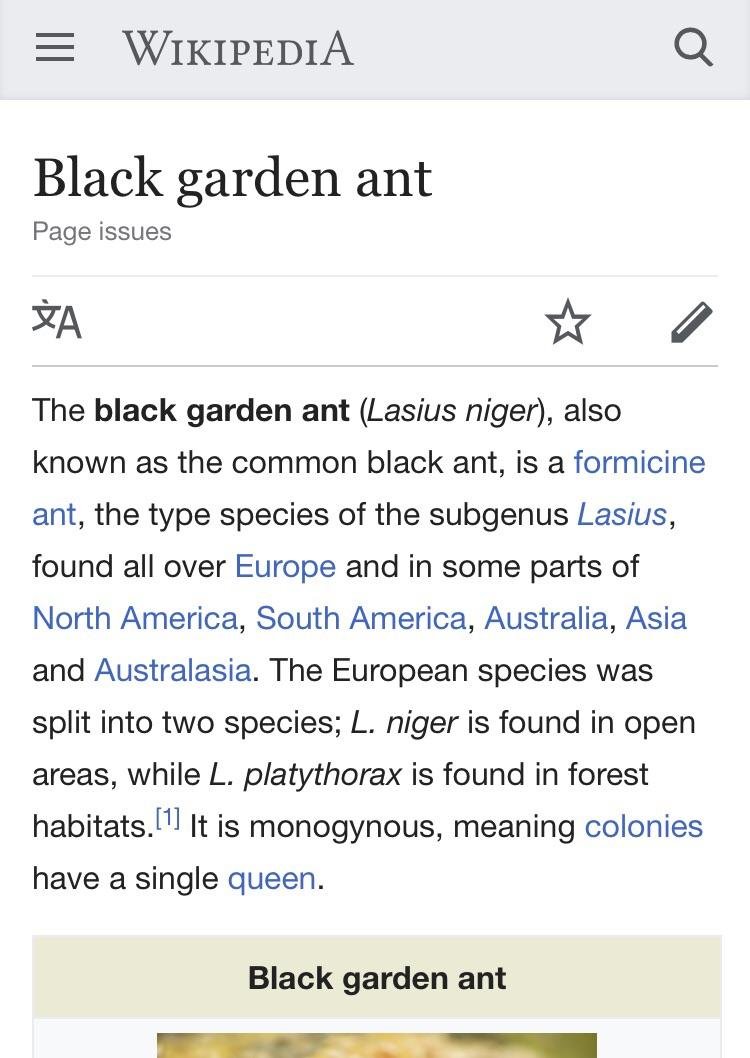 WIKIPEDIA
Black garden ant
Page issues
文A
The black garden ant (Lasius niger), also
known as the common black ant, is a formicine
ant, the type species of the subgenus Lasius,
found all over Europe and in some parts of
North America, South America, Australia, Asia
and Australasia. The European species was
split into two species; L. niger is found in open
areas, while L. platythorax is found in forest
habitats.[1] It is monogynous, meaning colonies
have a single queen.
Black garden ant